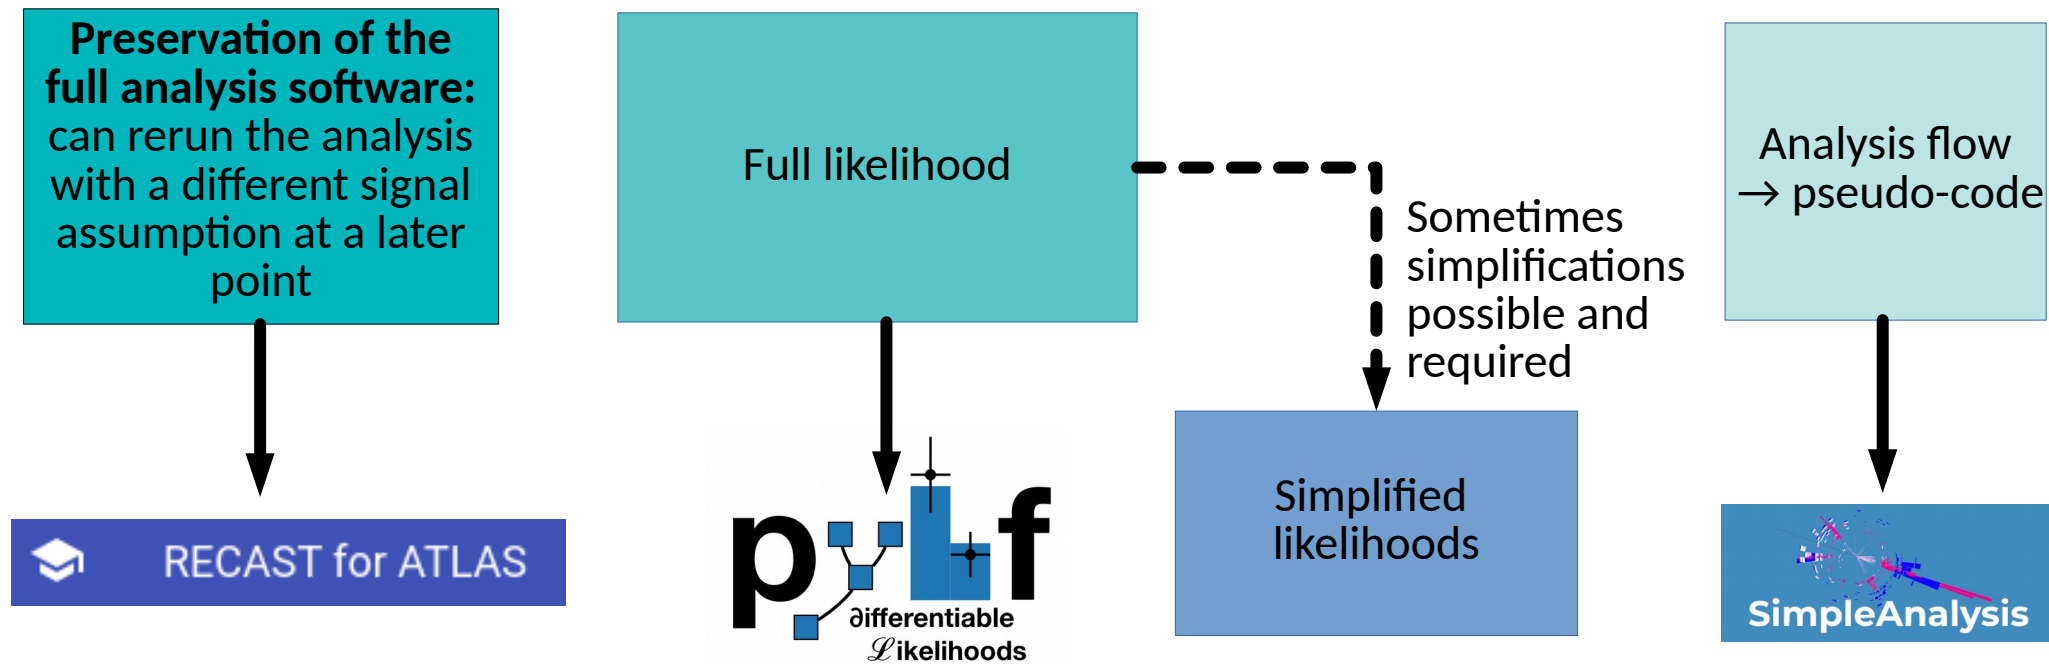 Preservation of the
full analysis software:
can rerun the analysis
with a different signal
assumption at a later
point
Full likelihood
Sometimes
simplifications
possible and
required
Analysis flow
→ pseudo-code
Simplified
likelihoods
RECAST for ATLAS
pyhf
∂ifferentiable
ℒikelihoods
SimpleAnalysis